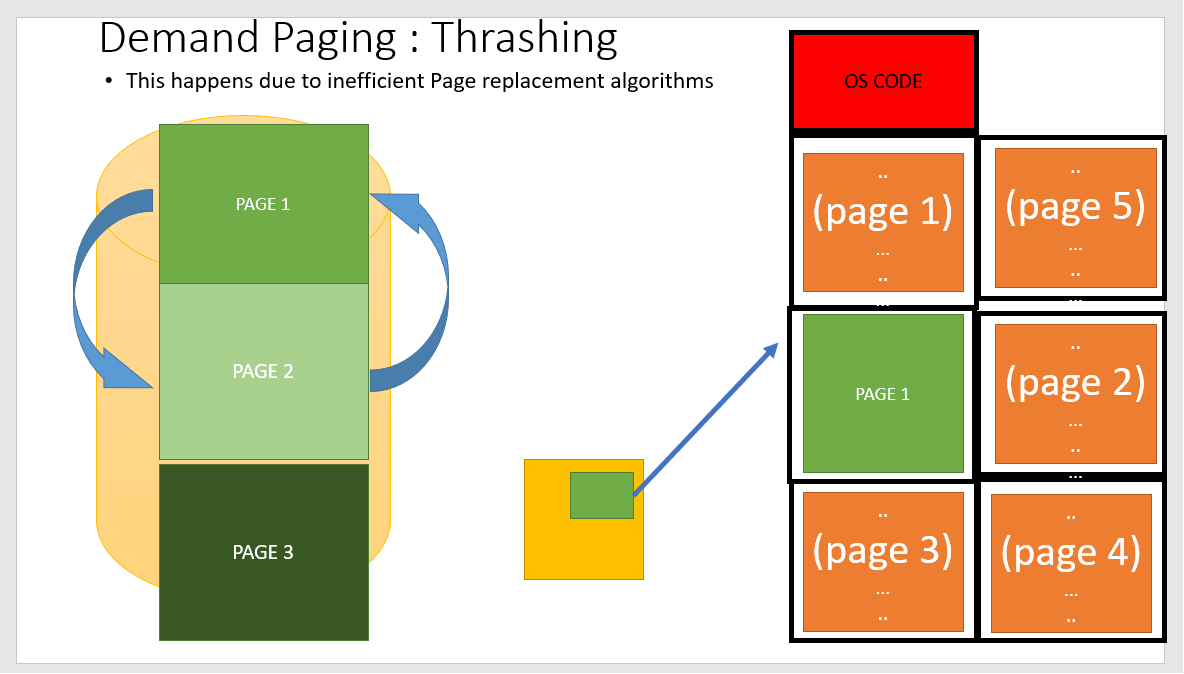 Demand Paging : Thrashing
• This happens due to inefficient Page replacement algorithms
PAGE 1
PAGE 2
PAGE 3
OS CODE
..
(page 1)
...
..
...
PAGE 1
..
(page 3)
...
..
..
(page 5)
...
..
...
..
(page 2)
...
..
...
..
(page 4)
...
..